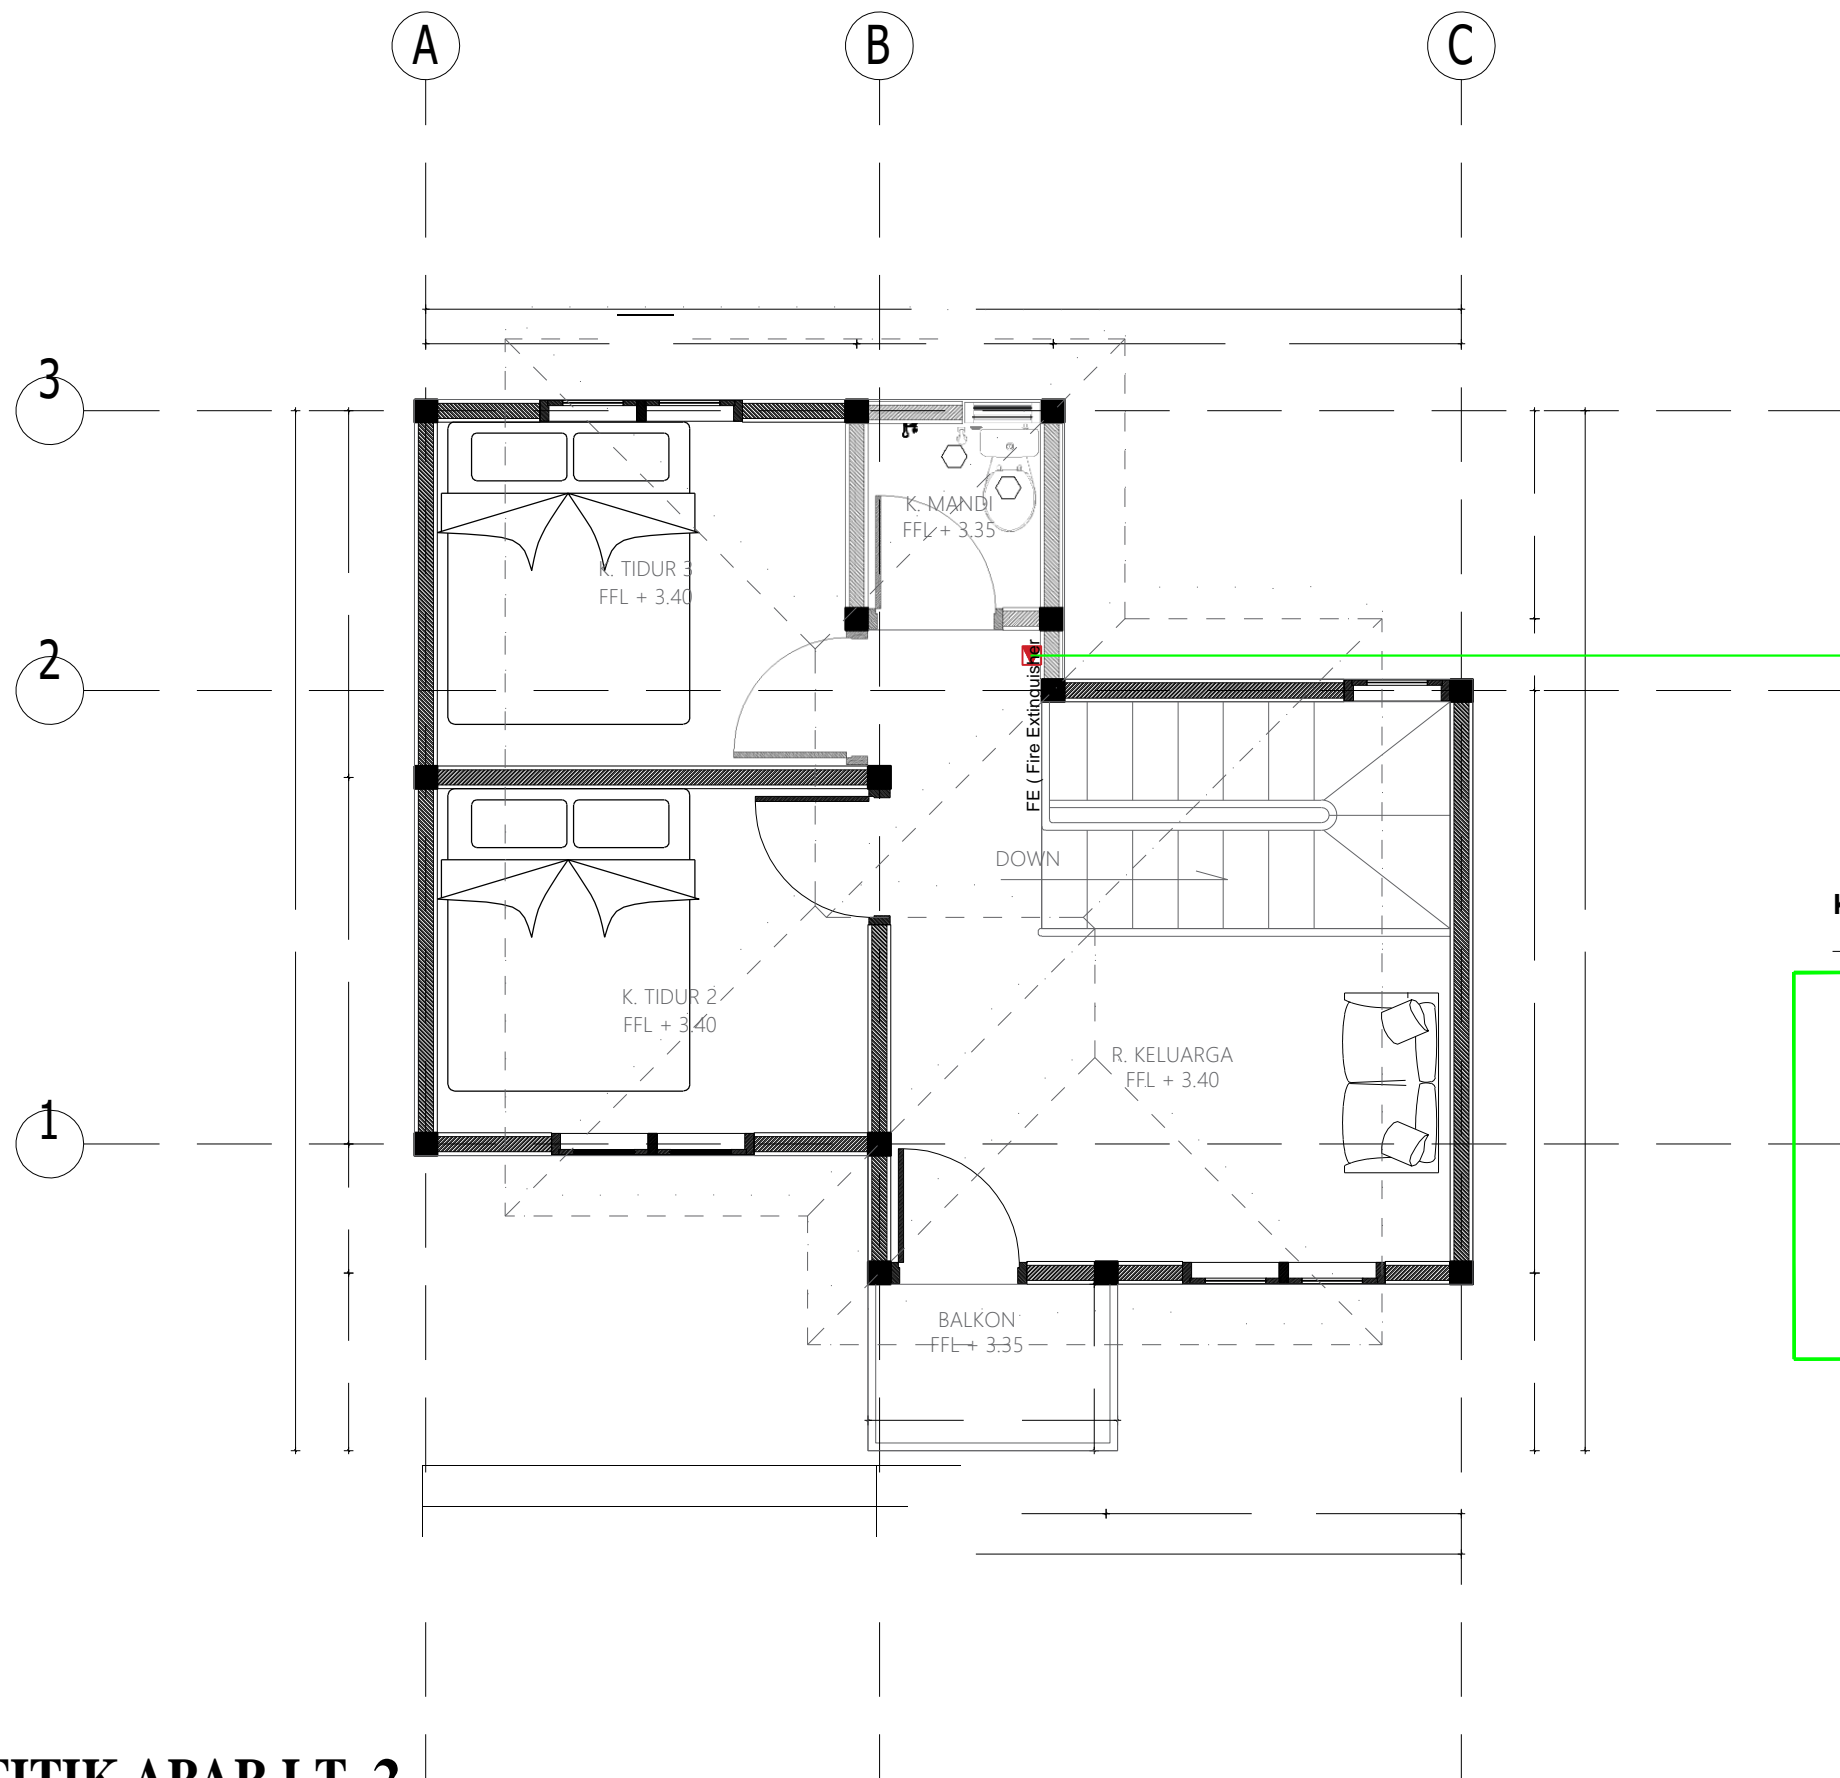 A
B
C
3
K. MANDI
FFL + 3.35
K. TIDUR 3
FFL + 3.40
2
FE ( Fire Extinguisher
DOWN
K. TIDUR 2
FFL + 3.40
R. KELUARGA
FFL + 3.40
1
BALKON
FFL + 3.35
TITIK APAR LT. 2